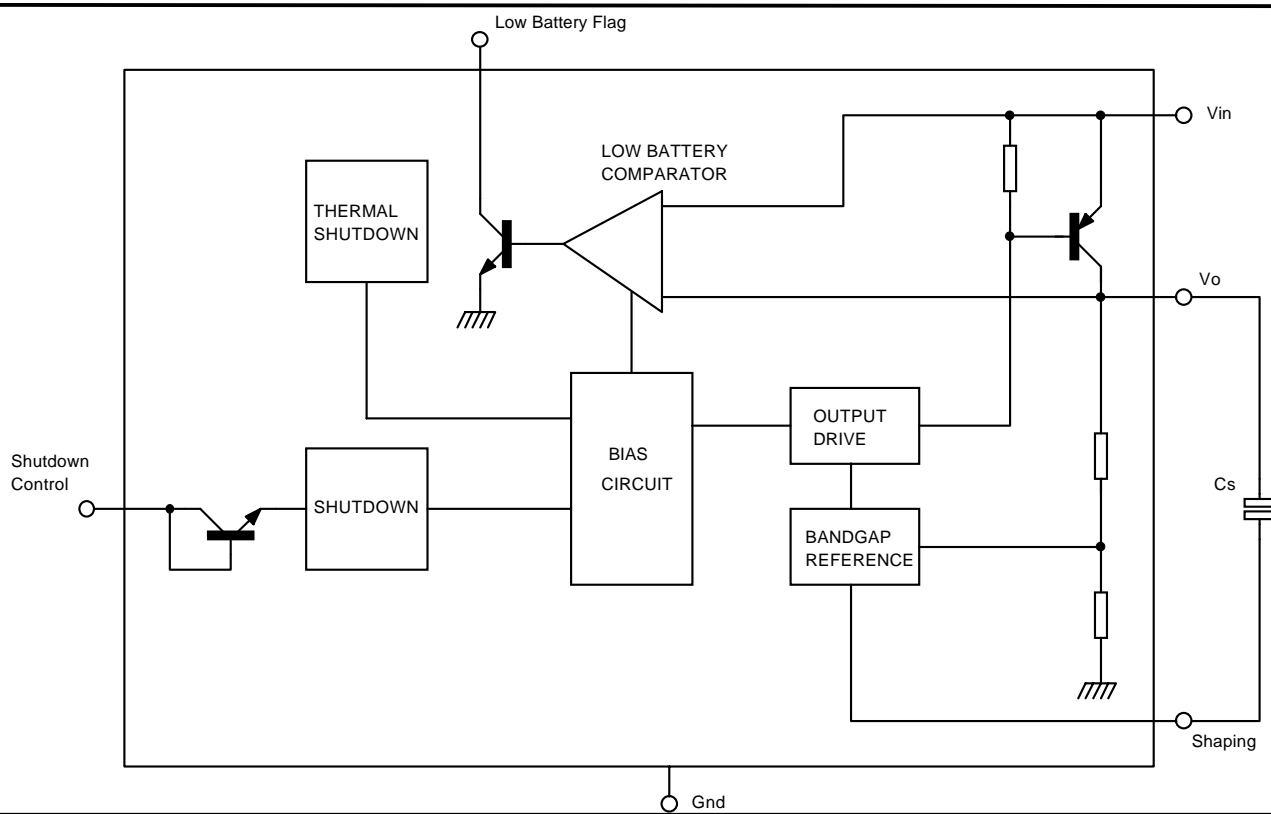 Low Battery Flag
Vin
LOW BATTERY
COMPARATOR
THERMAL
SHUTDOWN
Vo
Shutdown
Control
SHUTDOWN
BIAS
CIRCUIT
OUTPUT
DRIVE
BANDGAP
REFERENCE
Cs
Shaping
Gnd